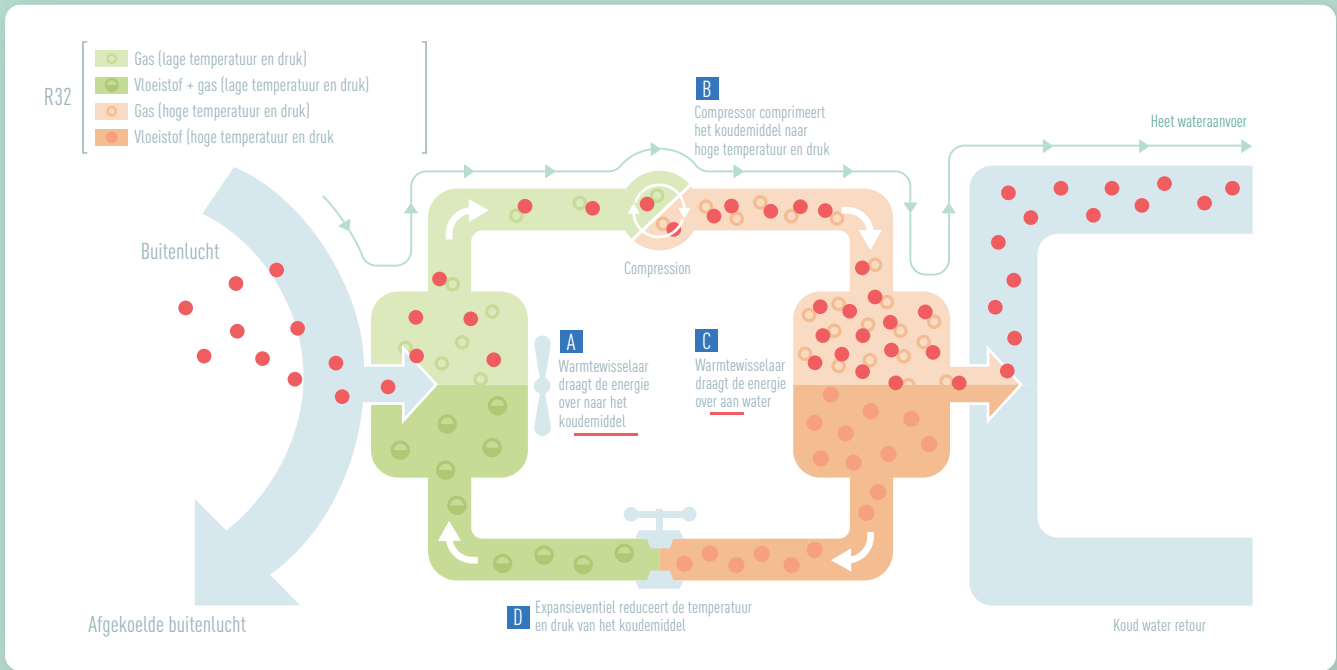 R32
Gas (lage temperatuur en druk)
Vloeistof + gas (lage temperatuur en druk)
Gas (hoge temperatuur en druk)
Vloeistof (hoge temperatuur en druk
B
Compressor comprimeert
het koudemiddel naar
hoge temperatuur en druk
Heet wateraanvoer
Buitenlucht
Compression
A
Warmtewisselaar
draagt de energie
over naar het
koudemiddel
C
Warmtewisselaar
draagt de energie
over aan water
D
Expansieventiel reduceert de temperatuur
en druk van het koudemiddel
Afgekoelde buitenlucht
Koud water retour